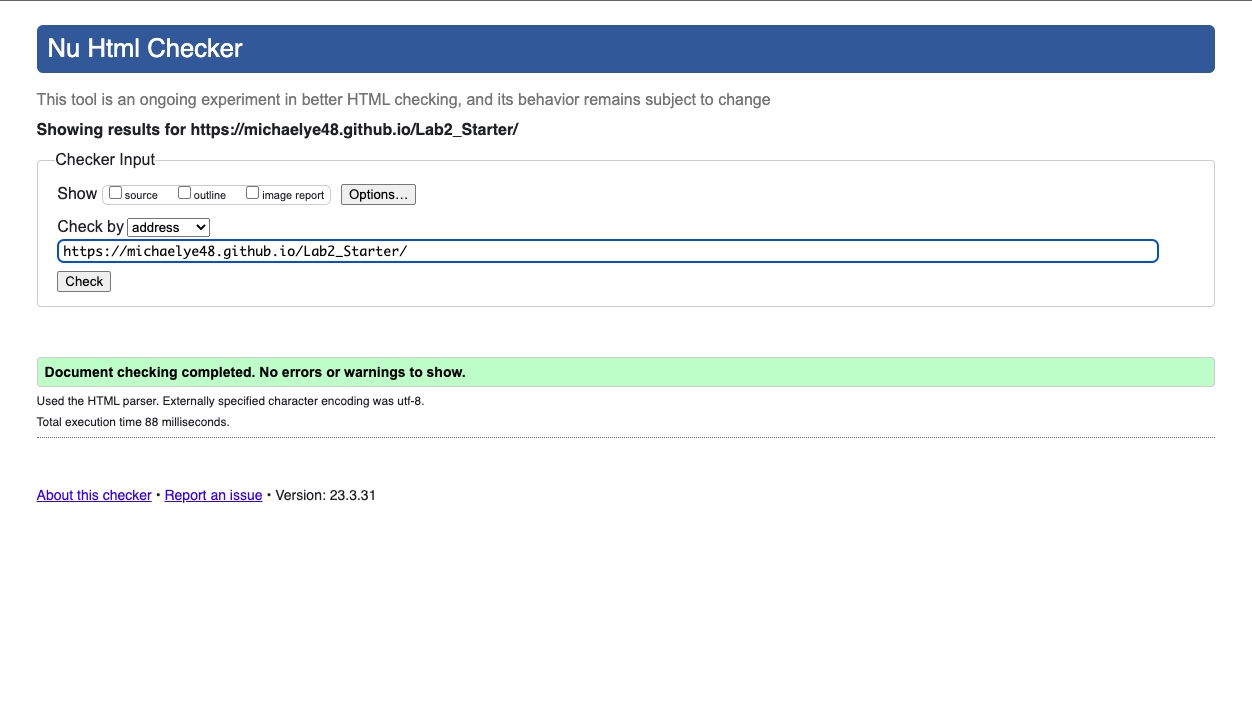 Nu Html Checker
This tool is an ongoing experiment in better HTML checking, and its behavior remains subject to change
Showing results for https://michaelye48.github.io/Lab2_Starter/
Checker Input
Show source outline image report Options...
Check by address
https://michaelye48.github.io/Lab2_Starter/
Check
Document checking completed. No errors or warnings to show.
Used the HTML parser. Externally specified character encoding was utf-8.
Total execution time 88 milliseconds.
About this checker • Report an issue • Version: 23.3.31